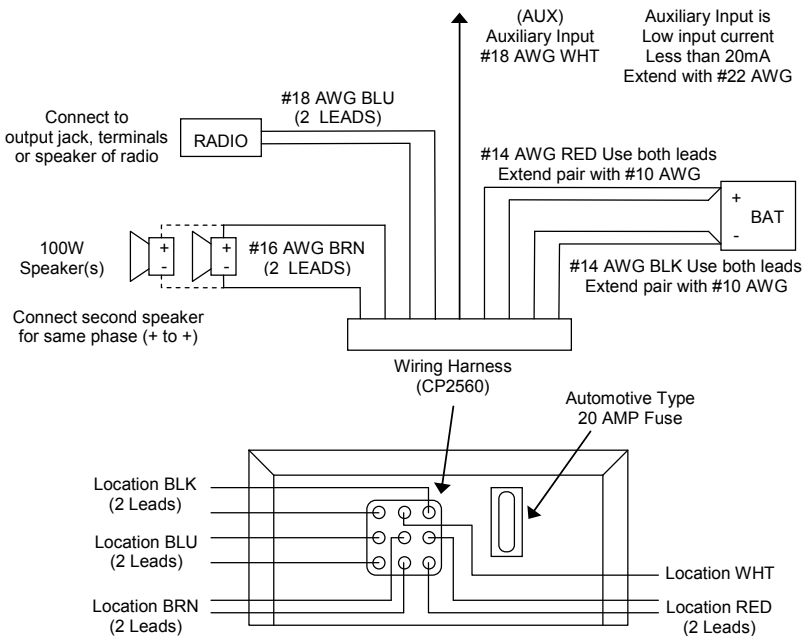 (AUX)
Auxiliary Input
#18 AWG WHT
Auxiliary Input is
Low input current
Less than 20mA
Extend with #22 AWG
Connect to
output jack, terminals
or speaker of radio
RADIO
#18 AWG BLU
(2 LEADS)
#14 AWG RED Use both leads
Extend pair with #10 AWG
+
BAT
-
#14 AWG BLK Use both leads
Extend pair with #10 AWG
100W
Speaker(s)
+
-
+
-
#16 AWG BRN
(2 LEADS)
Connect second speaker
for same phase (+ to +)
Wiring Harness
(CP2560)
Automotive Type
20 AMP Fuse
Location BLK
(2 Leads)
Location BLU
(2 Leads)
Location BRN
(2 Leads)
Location WHT
Location RED
(2 Leads)